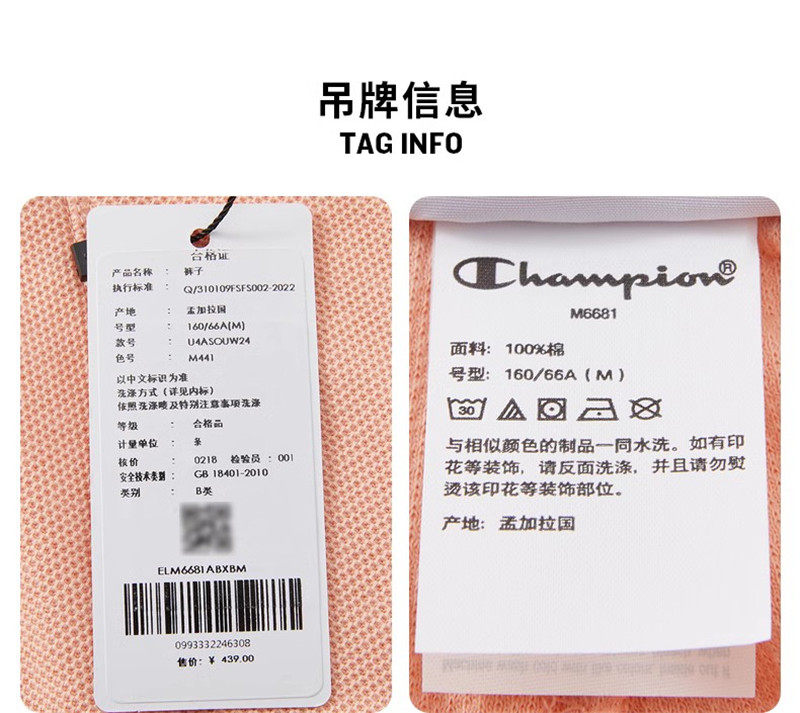 吊牌信息
TAG INFO
合格证
产品名称 : 裤子
执行标准 : Q/310109FSFS002-2022
产地 : 孟加拉国
号型 : 160/66A(M)
款号 : U4ASOUW24
色号 : M441
以中文标识为准
洗涤方式（详见内标）
依照洗涤唛及特别注意事项洗涤
等级 : 合格品
计量单位 : 条
核价 : 0218 检验员 : 001
安全技术类别 : GB 18401-2010
类别 : B类
ELM6681ABXBM
0993332246308
售价: ¥ 439.00
Champion®
M6681
面料: 100%棉
号型: 160/66A ( M )
30
与相似颜色的制品一同水洗。如有印
花等装饰，请反面洗涤，并且请勿熨
烫该印花等装饰部位。
产地: 孟加拉国